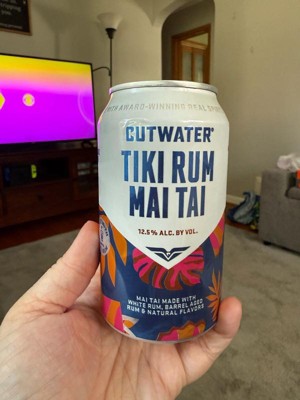 WITH AWARD-WINNING REAL
CUTWATER
TIKI RUM
MAI TAI
12.5% ALC. BY VOL.
MAI TAI MADE WITH
WHITE RUM, BARREL AGED
RUM & NATURAL FLAVORS